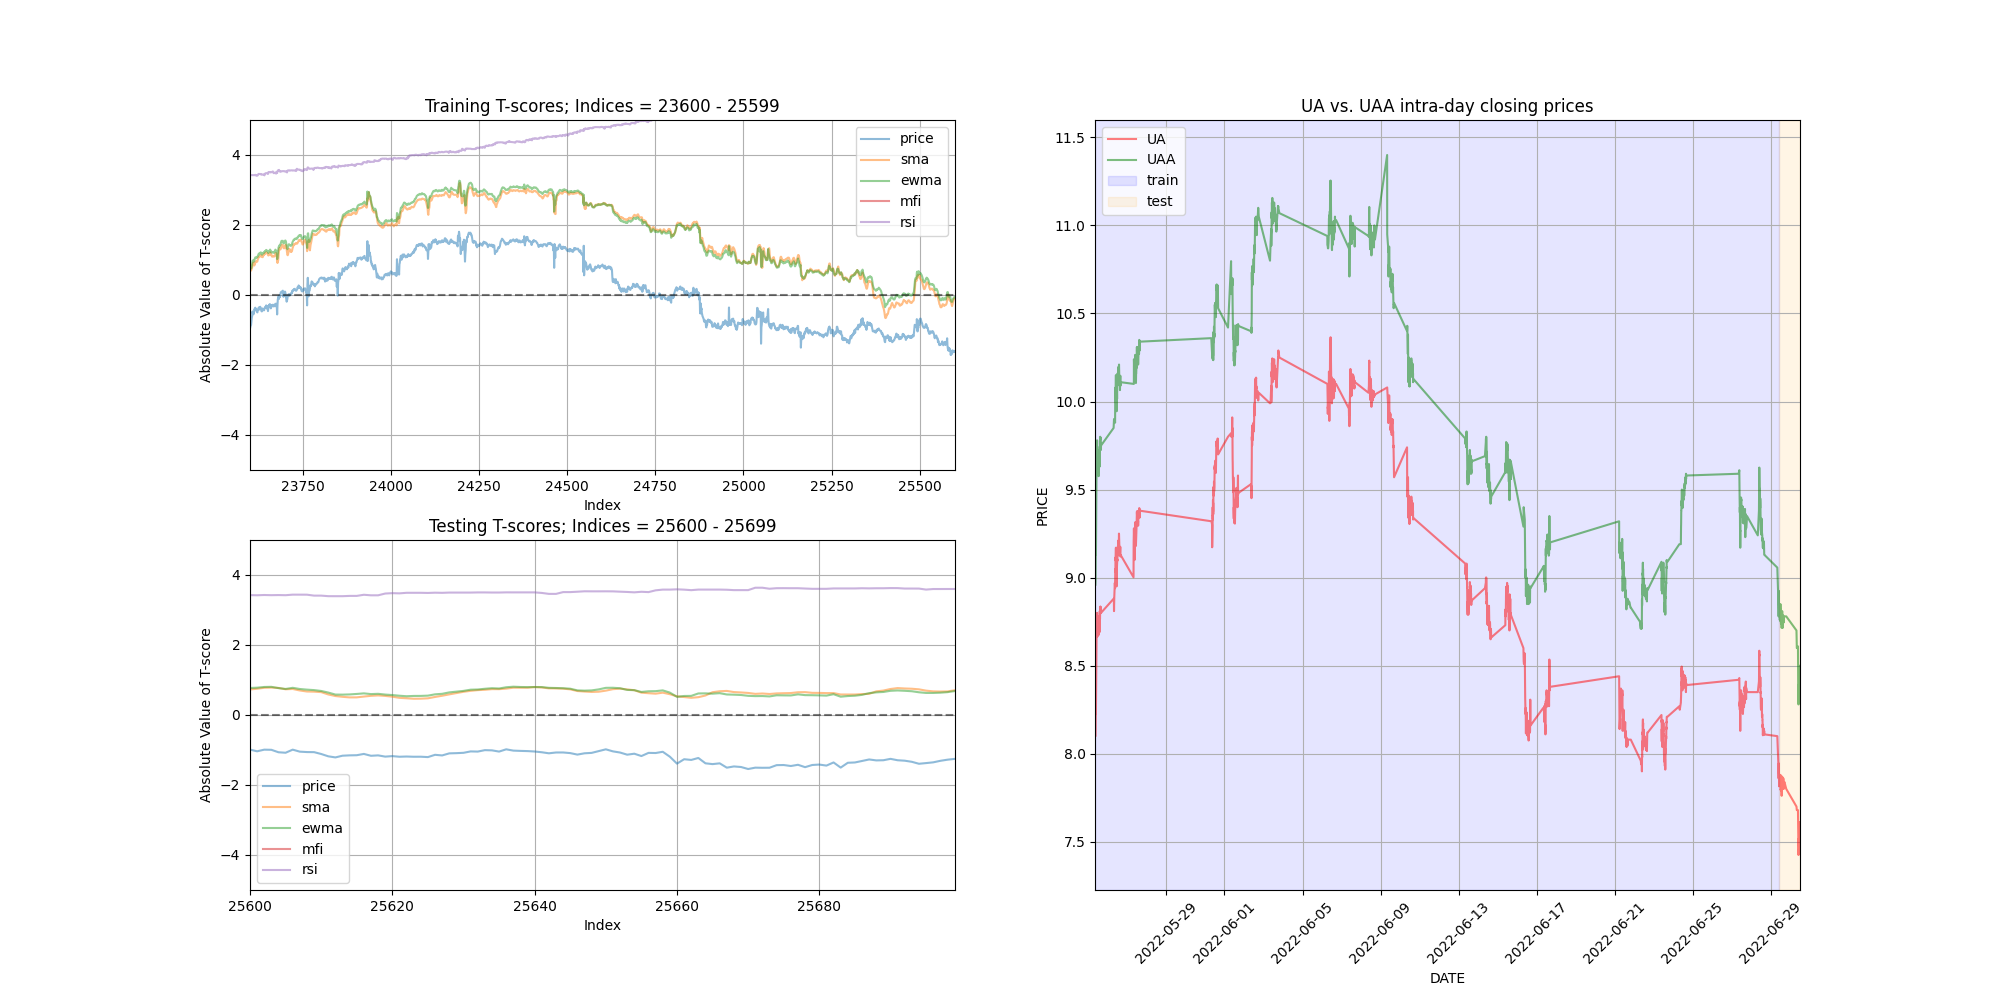 Training T-scores; Indices = 23600 - 25599
Absolute Value of T-score
4
2
0
−2
−4
price
sma
ewma
mfi
rsi
23750 24000 24250 24500 24750 25000 25250 25500
Index
Testing T-scores; Indices = 25600 - 25699
Absolute Value of T-score
4
2
0
−2
−4
price
sma
ewma
mfi
rsi
25600 25620 25640 25660 25680
Index
UA vs. UAA intra-day closing prices
PRICE
11.5
11.0
10.5
10.0
9.5
9.0
8.5
8.0
7.5
UA
UAA
train
test
2022-05-29 2022-06-01 2022-06-05 2022-06-09 2022-06-13 2022-06-17 2022-06-21 2022-06-25 2022-06-29
DATE